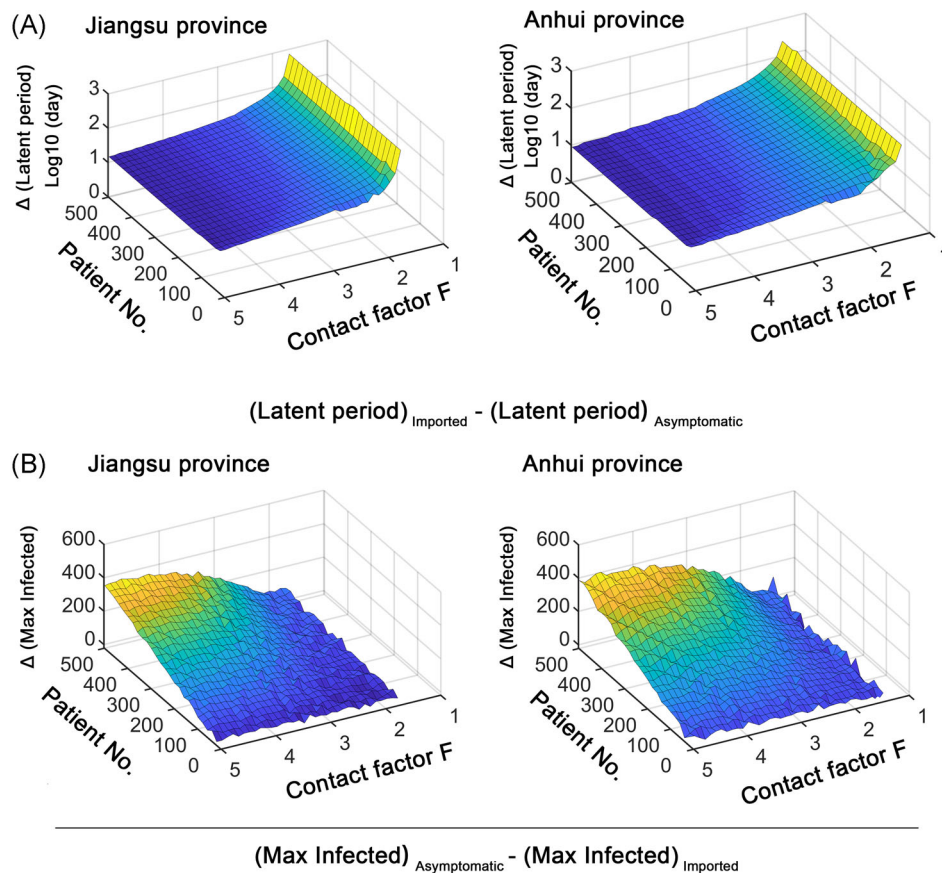 (A) Jiangsu province Anhui province
Δ (Latent period)
Log10 (day)
3
2
1
0
500
400
300
200
100
0
Patient No.
5 4 3 2 1
Contact factor F
Δ (Latent period)
Log10 (day)
3
2
1
0
500
400
300
200
100
0
Patient No.
5 4 3 2
Contact factor F
(Latent period) Imported - (Latent period) Asymptomatic
(B) Jiangsu province Anhui province
Δ (Max Infected)
600
400
200
0
500
400
300
200
100
0
Patient No.
5 4 3 2 1
Contact factor F
Δ (Max Infected)
600
400
200
0
500
400
300
200
100
0
Patient No.
5 4 3 2 1
Contact factor F
(Max Infected) Asymptomatic - (Max Infected) Imported